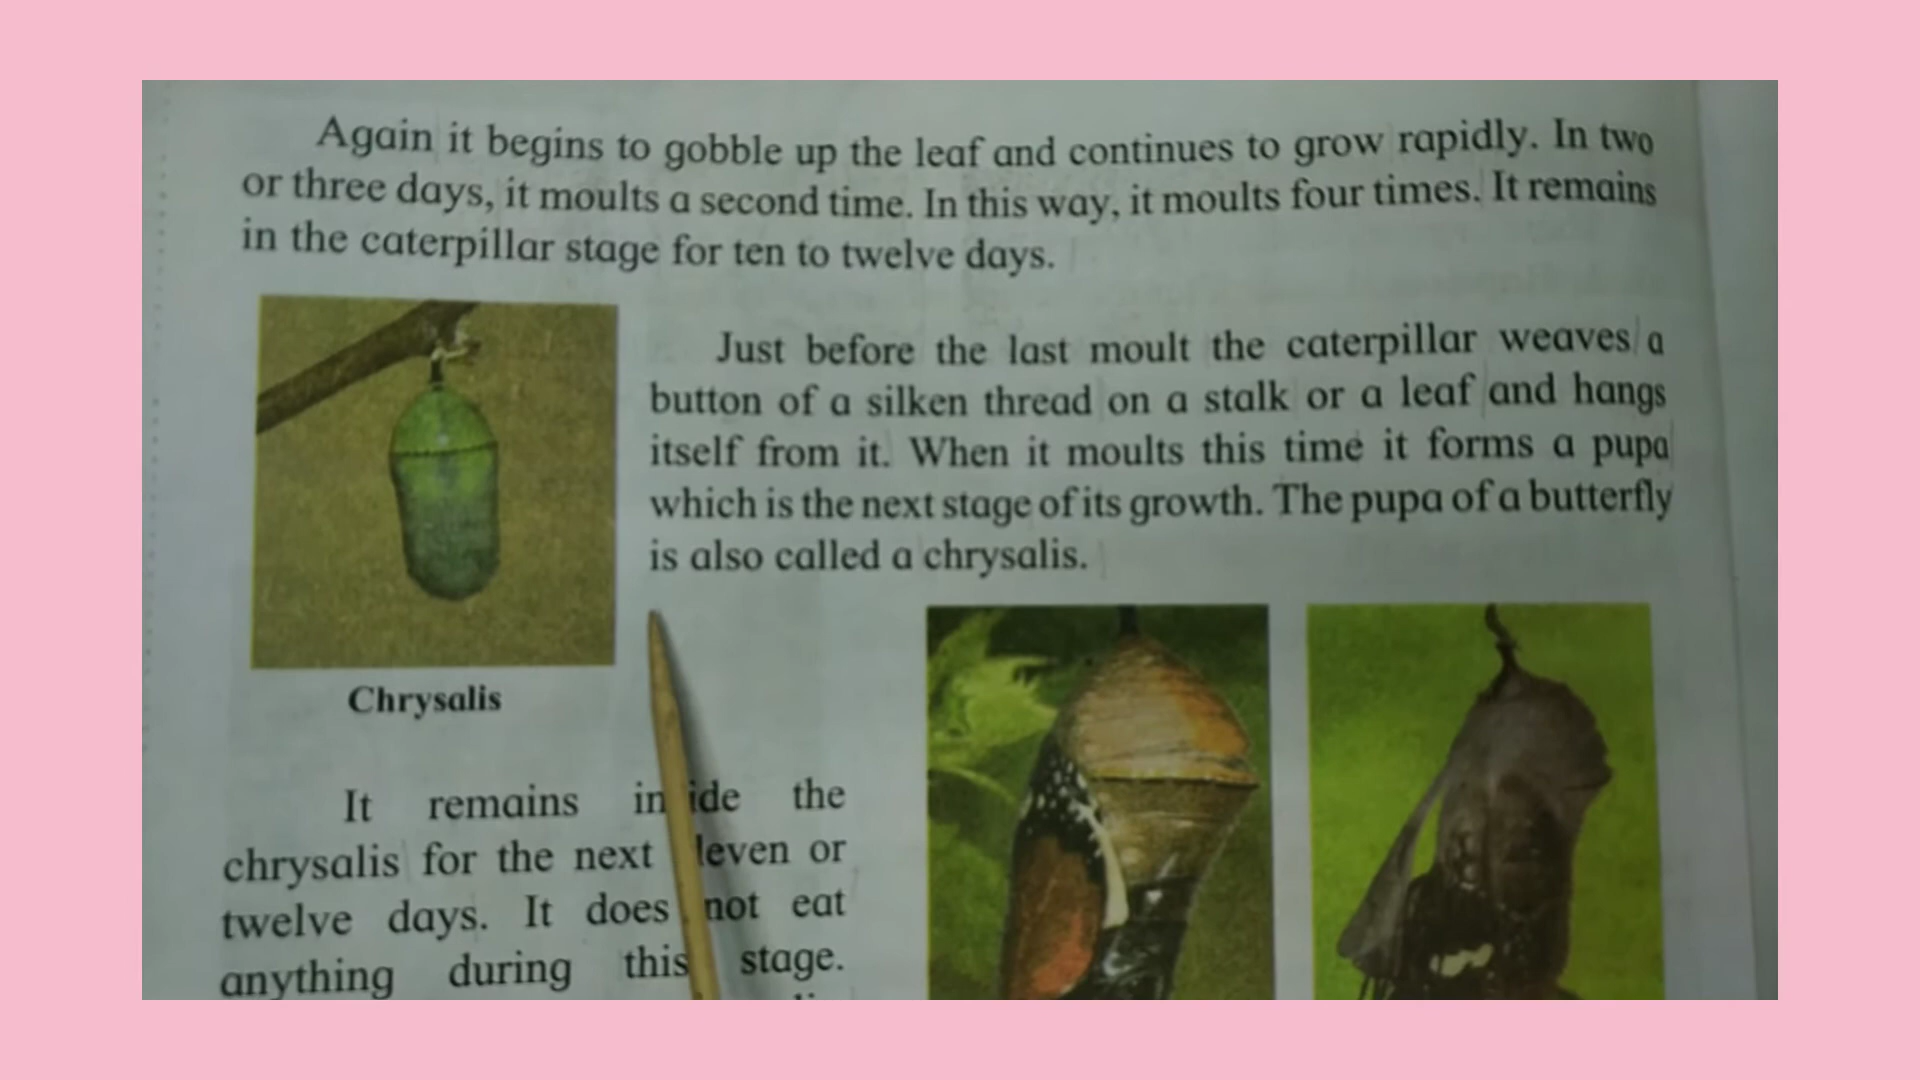 Again it begins to gobble up the leaf and continues to grow rapidly. In two
or three days, it moults a second time. In this way, it moults four times. It remains
in the caterpillar stage for ten to twelve days.
Just before the last moult the caterpillar weaves a
button of a silken thread on a stalk or a leaf and hangs
itself from it. When it moults this time it forms a pupa
which is the next stage of its growth. The pupa of a butterfly
is also called a chrysalis.
Chrysalis
It remains inside the
chrysalis for the next eleven or
twelve days. It does not eat
anything during this stage.